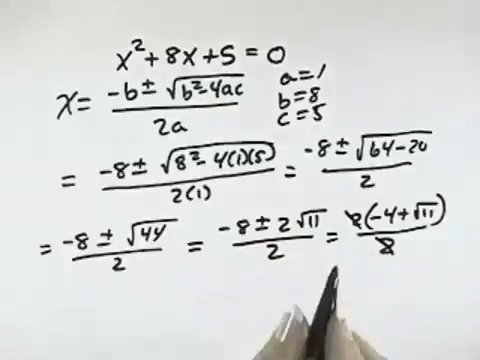 x² + 8x + 5 = 0
x = (-b ± √(b² - 4ac)) / 2a
a = 1
b = 8
c = 5
= (-8 ± √(8² - 4(1)(5))) / 2(1) = (-8 ± √(64 - 20)) / 2
= (-8 ± √44) / 2 = (-8 ± 2√11) / 2 = 2(-4 + √11) / 2